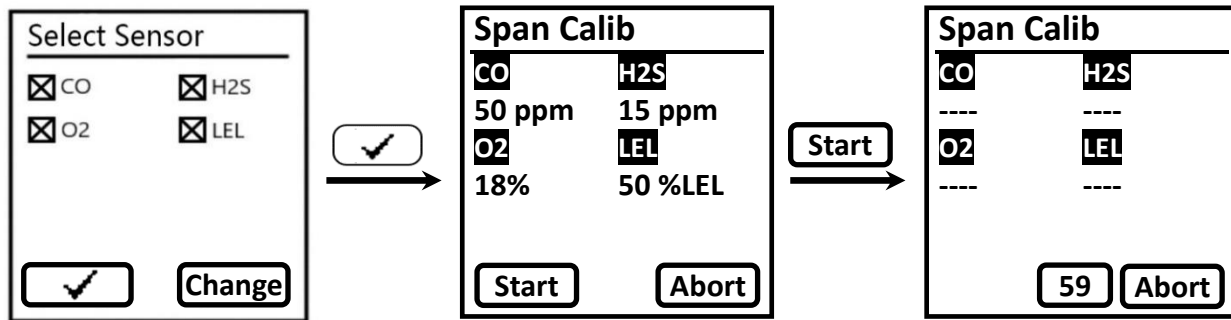 Select Sensor
CO H2S
O2 LEL
Change
Span Calib
CO H2S
50 ppm 15 ppm
O2 LEL
18% 50 %LEL
Start Abort
Start
Span Calib
CO H2S
---- ----
O2 LEL
---- ----
59 Abort